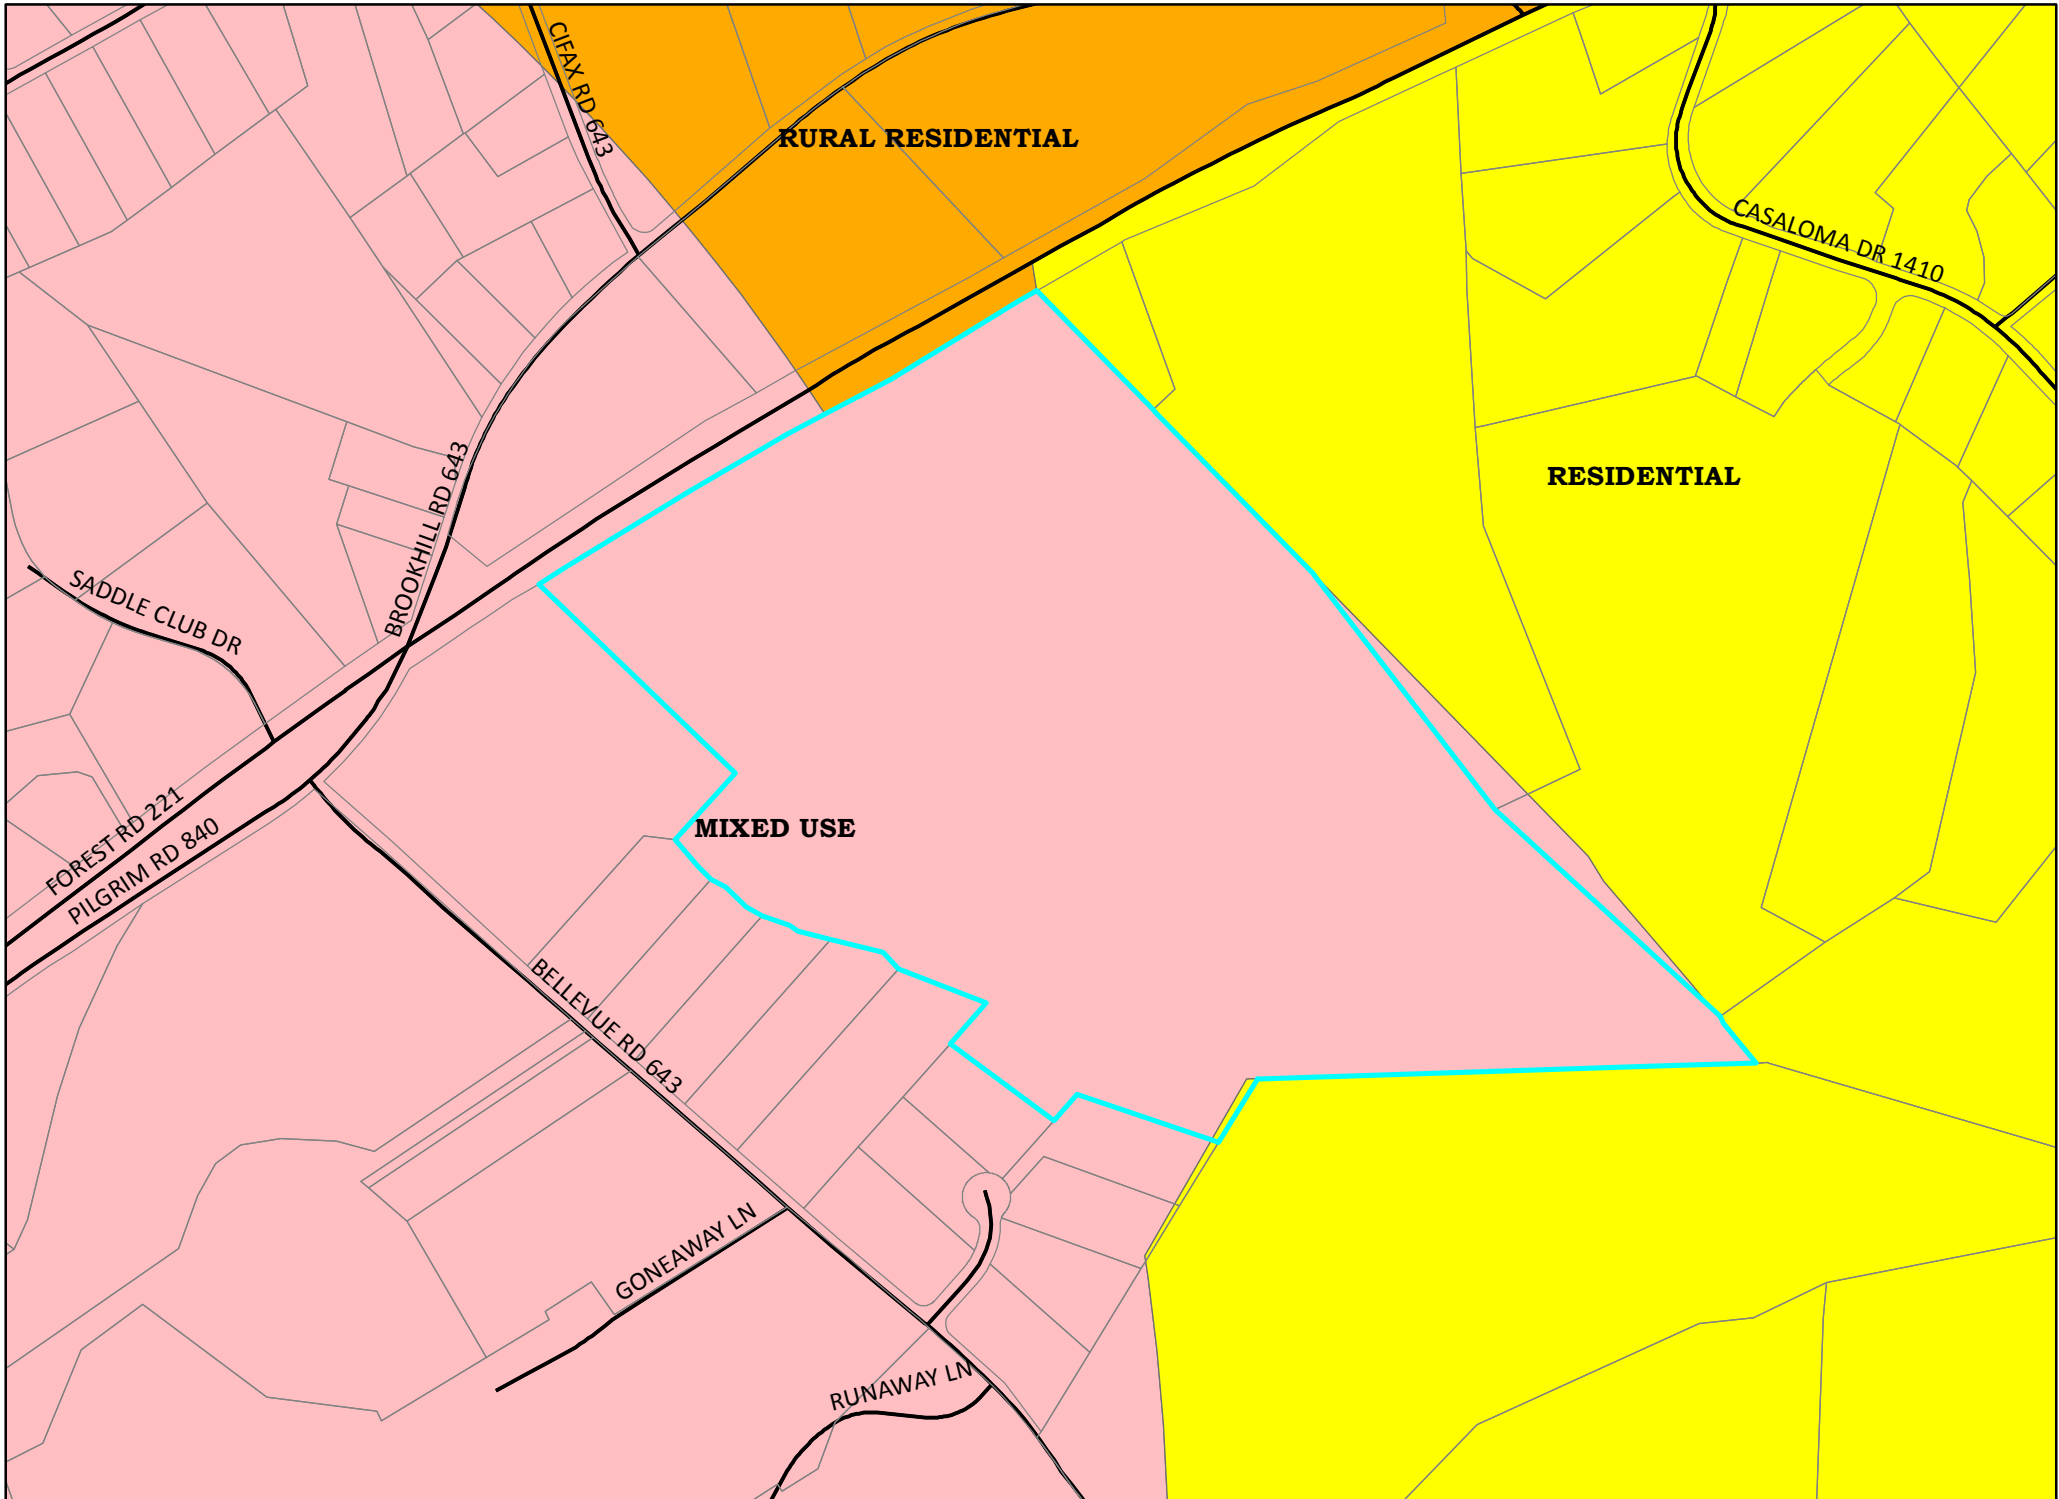 CIFAX RD 643
RURAL RESIDENTIAL
CASALOMA DR 1410
RESIDENTIAL
BROOKHILL RD 643
SADDLE CLUB DR
FOREST RD 221
PILGRIM RD 840
MIXED USE
BELLEVUE RD 643
GONEAWAY LN
RUNAWAY LN